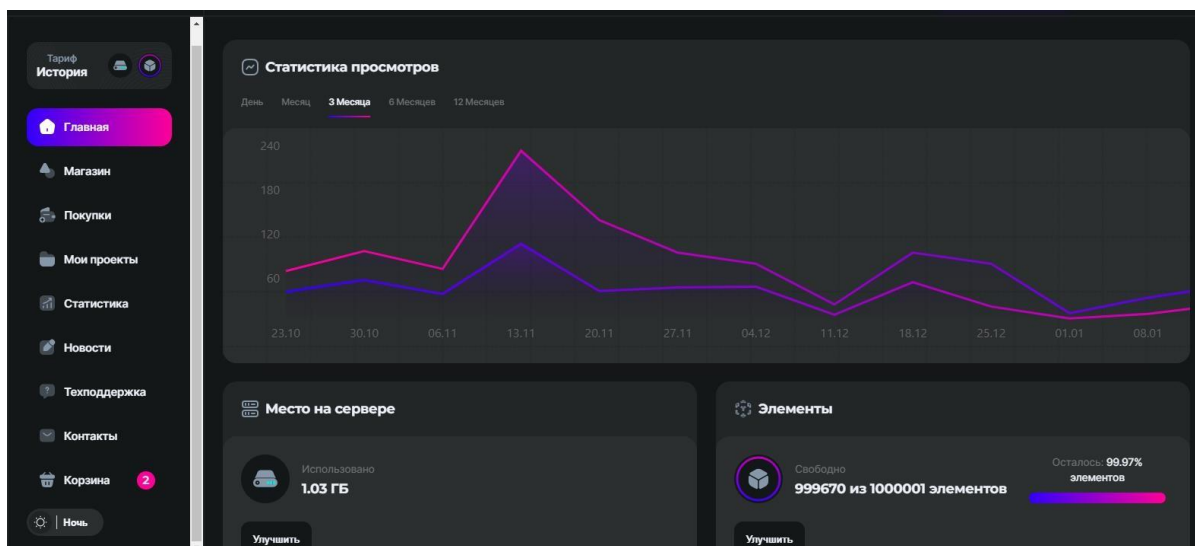 Тариф
История
Главная
Магазин
Покупки
Мои проекты
Статистика
Новости
Техподдержка
Контакты
Корзина 2
Ночь
Статистика просмотров
День Месяц 3 Месяца 6 Месяцев 12 Месяцев
240
180
120
60
23.10 30.10 06.11 13.11 20.11 27.11 04.12 11.12 18.12 25.12 01.01 08.01
Место на сервере
Использовано
1.03 ГБ
Улучшить
Элементы
Свободно
999670 из 1000001 элементов
Осталось: 99.97%
элементов
Улучшить